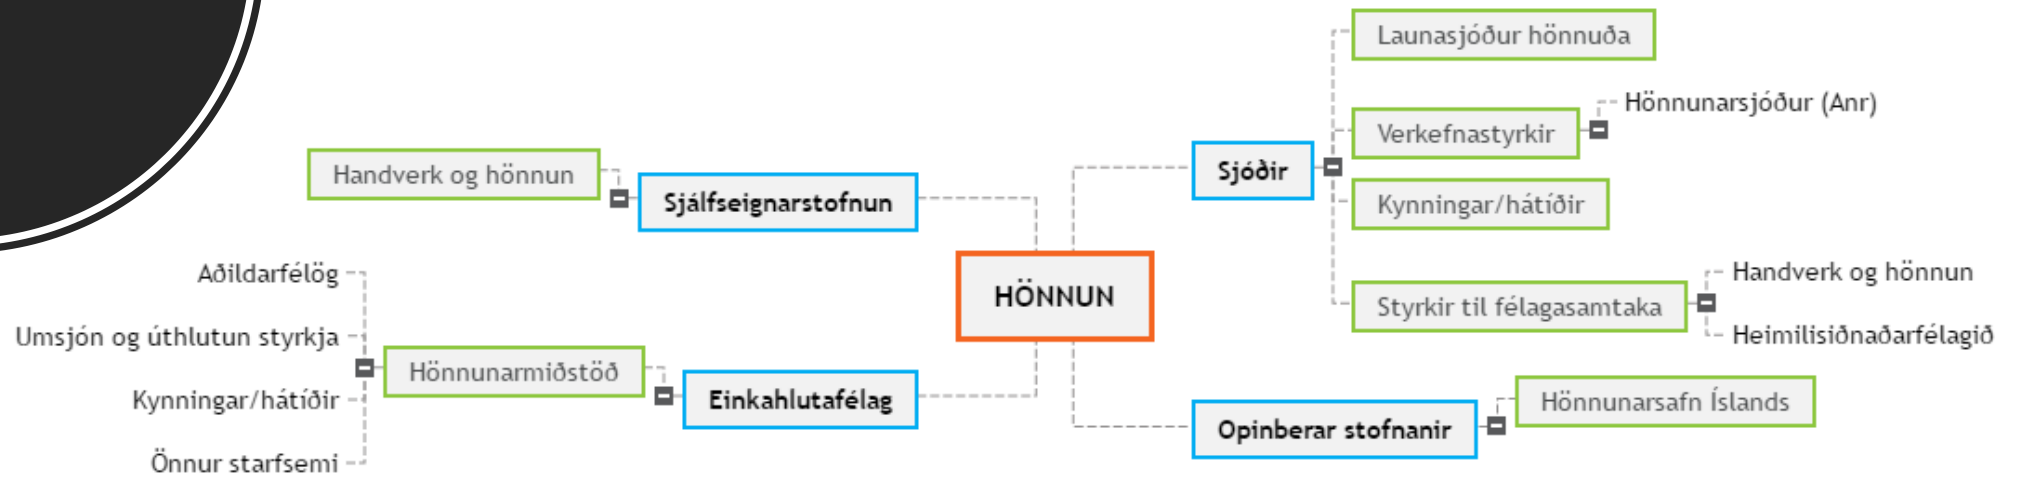 HÖNNUN
Sjálfseignarstofnun
Handverk og hönnun
Einkahlutafélag
Hönnunarmiðstöð
Aðildarfélög
Umsjón og úthlutun styrkja
Kynningar/hátíðir
Önnur starfsemi
Sjóðir
Launasjóður hönnuða
Verkefnastyrkir
Hönnunarsjóður (Anr)
Kynningar/hátíðir
Styrkir til félagasamtaka
Handverk og hönnun
Heimilisiðnaðarfélagið
Opinberar stofnanir
Hönnunarsafn Íslands